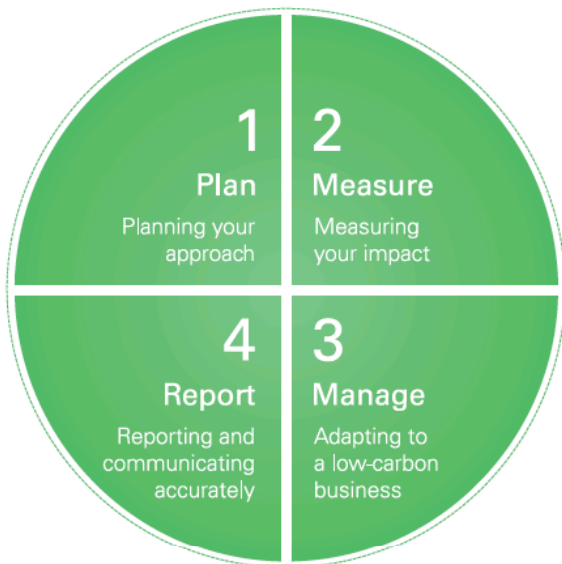 1
Plan
Planning your
approach
2
Measure
Measuring
your impact
3
Manage
Adapting to
a low-carbon
business
4
Report
Reporting and
communicating
accurately